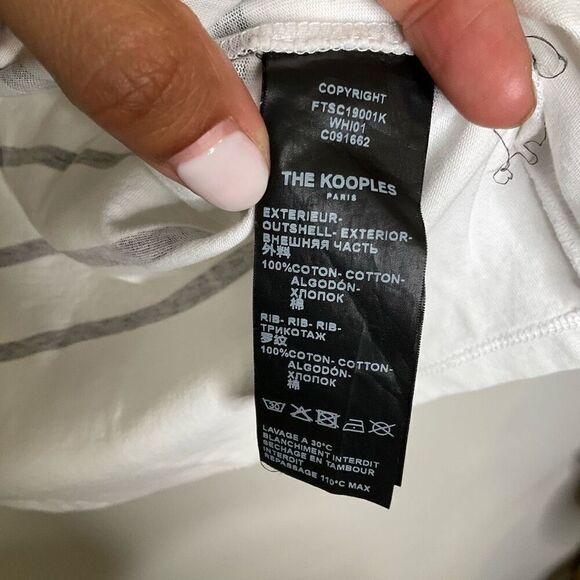 COPYRIGHT
FTSC19001K
WHI01
C091662
THE KOOPLES
PARIS
EXTERIEUR-
OUTSHELL- EXTERIOR-
ВНЕШНЯЯ ЧАСТЬ
外料
100%COTON- COTTON-
ALGODÓN-
ХЛОПОК
棉
RIB- RIB- RIB-
ТРИКОТАЖ
罗纹
100%COTON- COTTON-
ALGODÓN-
ХЛОПОК
棉
30
LAVAGE A 30°C
BLANCHIMENT INTERDIT
SECHAGE EN TAMBOUR
INTERDIT
REPASSAGE 110°C MAX